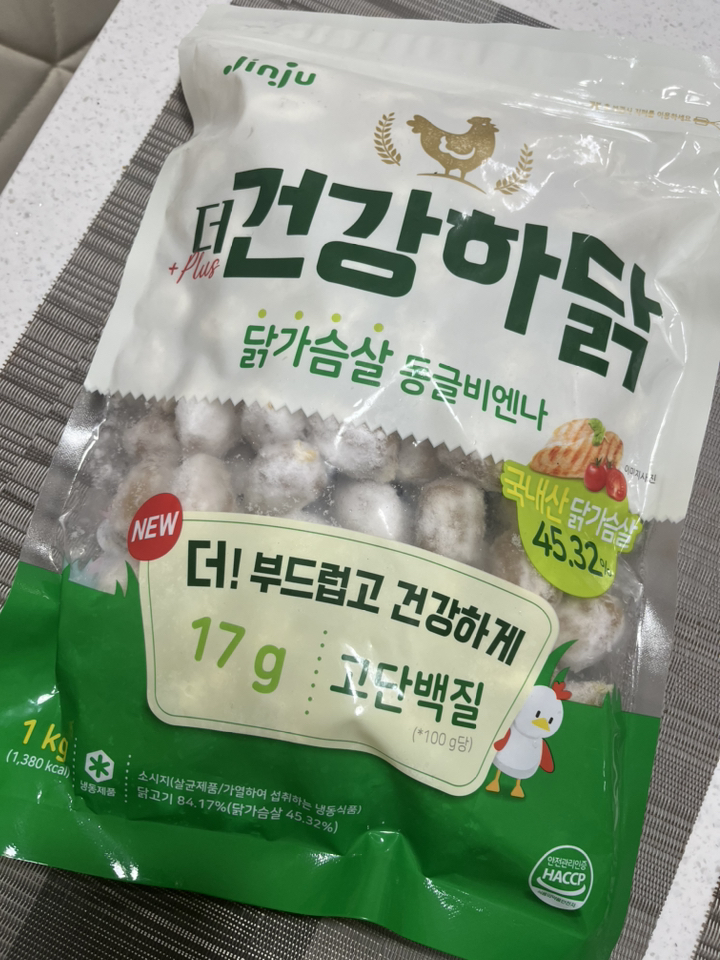 Jinju
더
+Plus
건강하닭
닭가슴살 동글비엔나
이미지사진
국내산 닭가슴살
45.32%
NEW
더! 부드럽고 건강하게
17 g
고단백질
(*100 g당)
1 kg
(1,380 kcal)
냉동제품
소시지(살균제품/가열하여 섭취하는 냉동식품)
닭고기 84.17%(닭가슴살 45.32%)
안전관리인증
HACCP